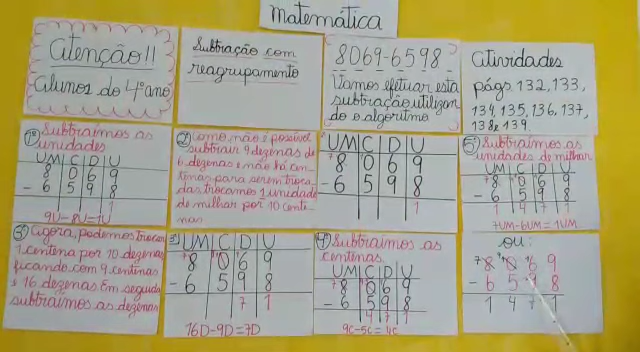 matemática
Atenção!!
Alunos do 4º ano
Subtração com
reagrupamento
8069-6598
Vamos efetuar esta
subtração utilizan
do o algoritmo
Atividades
págs. 132, 133,
134, 135, 136, 137,
138 e 139.
1º Subtraímos as
unidades
UM C D U
8 0 6 9
- 6 5 9 8
1
9U-8U=1U
2º Como não é possível
subtrair 9 dezenas de
6 dezenas e não há cen-
tenas para serem troca
das trocamos 1 unidade
de milhar por 10 cente
nas
UM C D U
8 0 6 9
- 6 5 9 8
1
5º Subtraímos as
unidades de milhar
UM C D U
8 0 6 9
- 6 5 9 8
1 4 7 1
7UM-6UM=1UM
3º Agora, podemos trocar
1 centena por 10 dezenas
ficando com 9 centenas
e 16 dezenas. Em seguida
subtraímos as dezenas
UM C D U
8 10 6 9
- 6 5 9 8
7 1
16D-9D=7D
4º Subtraímos as
centenas.
UM C D U
8 0 6 9
- 6 5 9 8
4 7 1
9C-5C=4C
ou:
8 0 6 9
- 6 5 9 8
1 4 7 1